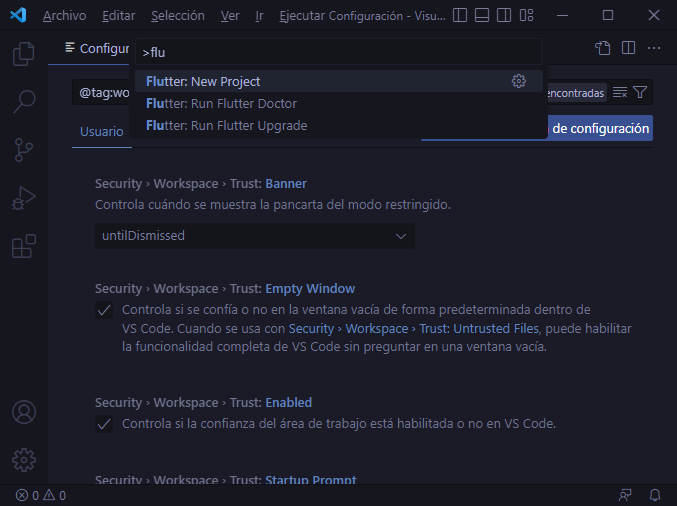 Archivo Editar Selección Ver Ir Ejecutar Configuración - Visu...
Configur
>flu
Flutter: New Project
Flutter: Run Flutter Doctor
Flutter: Run Flutter Upgrade
@tag:wo
encontradas
Usuario
de configuración
Security › Workspace › Trust: Banner
Controla cuándo se muestra la pancarta del modo restringido.
untilDismissed
Security › Workspace › Trust: Empty Window
Controla si se confía o no en la ventana vacía de forma predeterminada dentro de
VS Code. Cuando se usa con Security › Workspace › Trust: Untrusted Files, puede habilitar
la funcionalidad completa de VS Code sin preguntar en una ventana vacía.
Security › Workspace › Trust: Enabled
Controla si la confianza del área de trabajo está habilitada o no en VS Code.
Security › Workspace › Trust: Startup Prompt
0 0